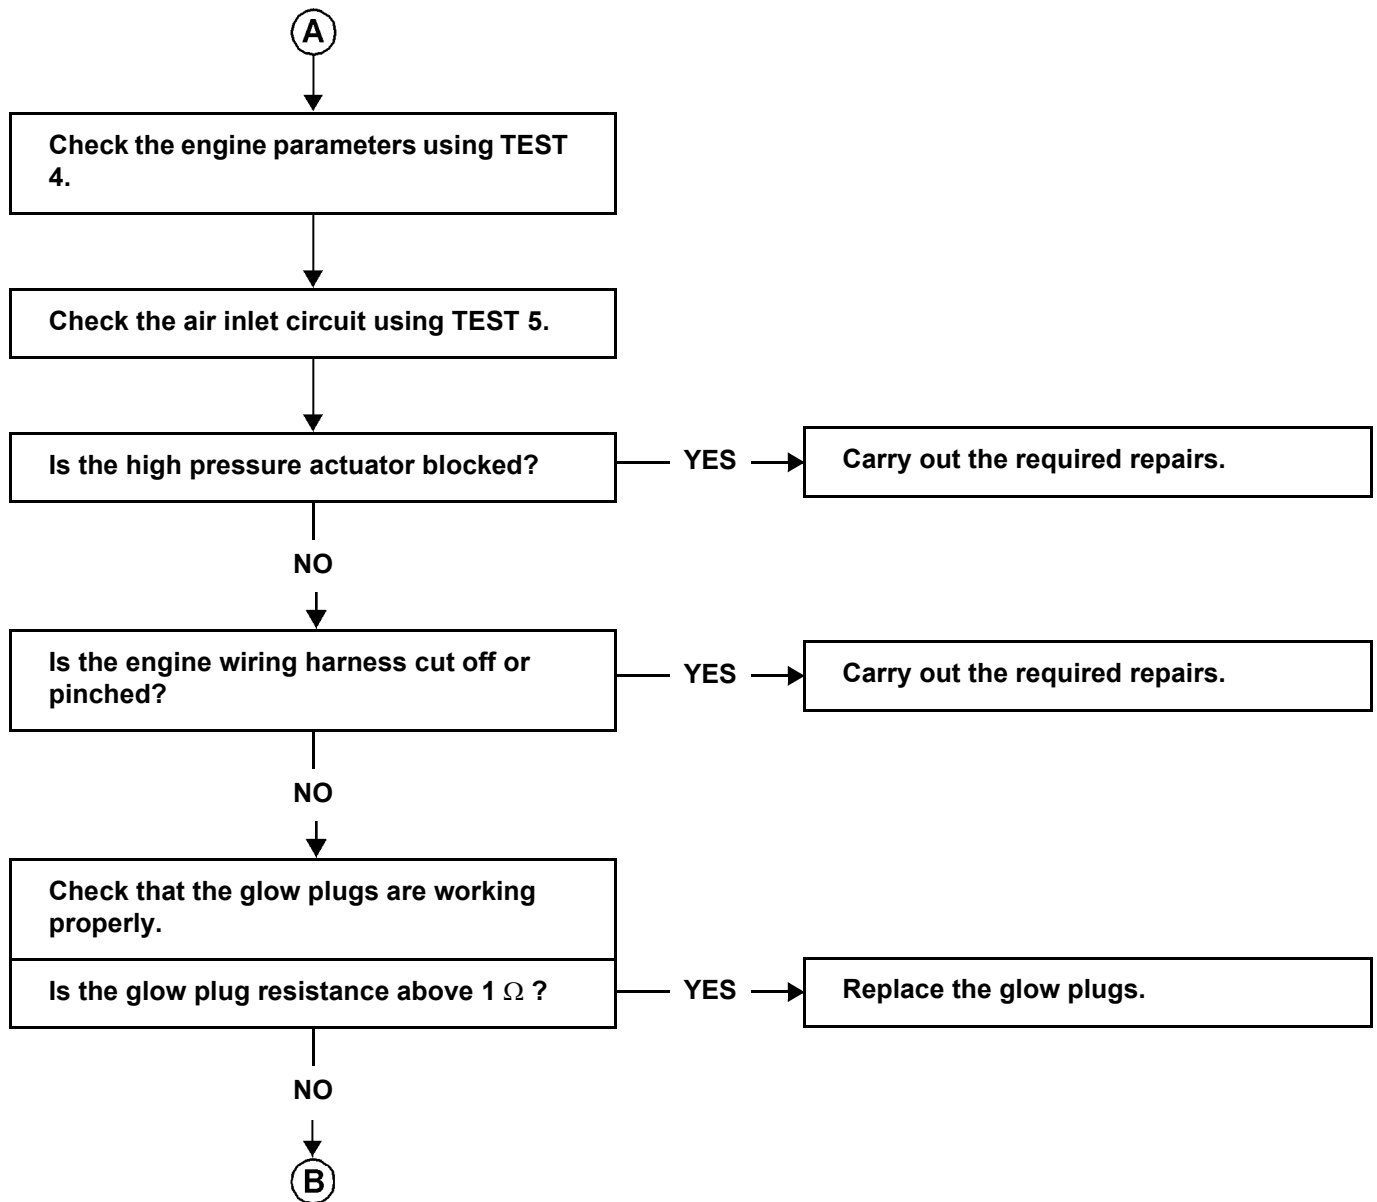 A
Check the engine parameters using TEST
4.
Check the air inlet circuit using TEST 5.
Is the high pressure actuator blocked?
YES
Carry out the required repairs.
NO
Is the engine wiring harness cut off or
pinched?
YES
Carry out the required repairs.
NO
Check that the glow plugs are working
properly.
Is the glow plug resistance above 1 Ω ?
YES
Replace the glow plugs.
NO
B